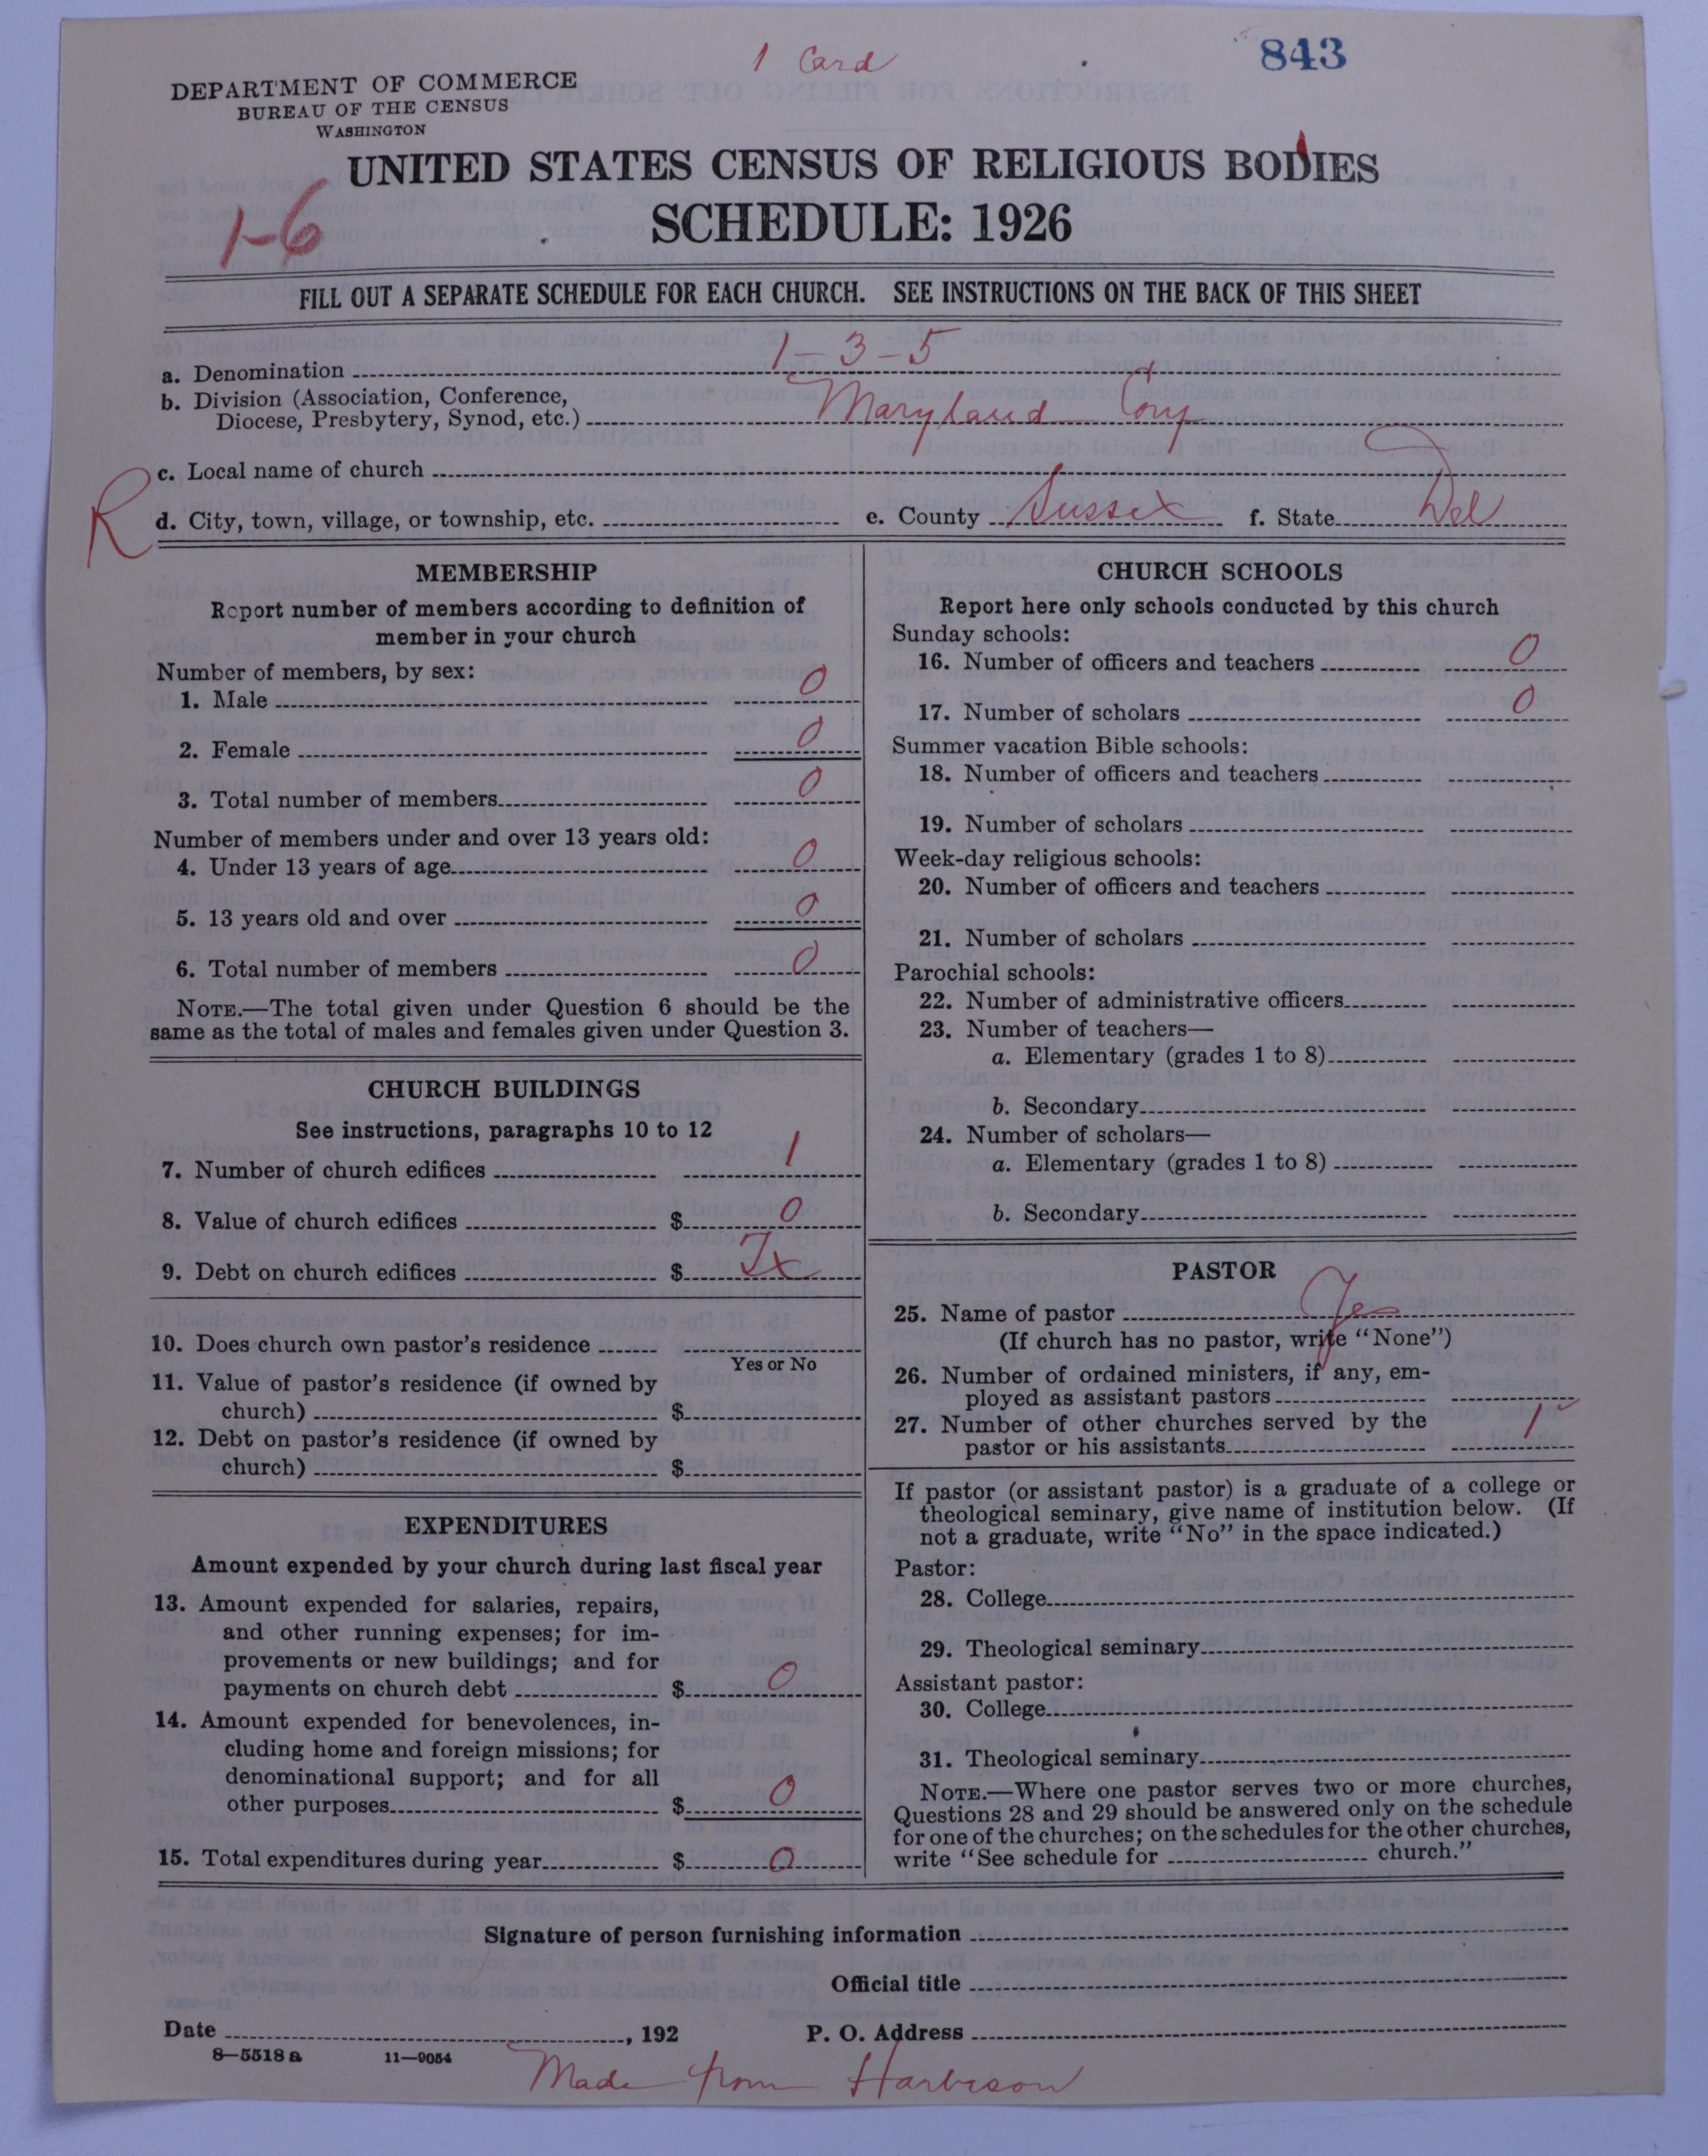 1 Card
843
DEPARTMENT OF COMMERCE
BUREAU OF THE CENSUS
WASHINGTON
UNITED STATES CENSUS OF RELIGIOUS BODIES
1-6
SCHEDULE: 1926
FILL OUT A SEPARATE SCHEDULE FOR EACH CHURCH. SEE INSTRUCTIONS ON THE BACK OF THIS SHEET
a. Denomination 1-3-5
b. Division (Association, Conference,
Diocese, Presbytery, Synod, etc.) Maryland
c. Local name of church
R
d. City, town, village, or township, etc. e. County Sussex f. State Del
MEMBERSHIP
Report number of members according to definition of
member in your church
Number of members, by sex:
1. Male 0
2. Female 0
3. Total number of members 0
Number of members under and over 13 years old:
4. Under 13 years of age 0
5. 13 years old and over 0
6. Total number of members 0
NOTE.—The total given under Question 6 should be the
same as the total of males and females given under Question 3.
CHURCH BUILDINGS
See instructions, paragraphs 10 to 12
7. Number of church edifices 1
8. Value of church edifices $ 0
9. Debt on church edifices $
10. Does church own pastor's residence
Yes or No
11. Value of pastor's residence (if owned by
church) $
12. Debt on pastor's residence (if owned by
church) $
EXPENDITURES
Amount expended by your church during last fiscal year
13. Amount expended for salaries, repairs,
and other running expenses; for im-
provements or new buildings; and for
payments on church debt $ 0
14. Amount expended for benevolences, in-
cluding home and foreign missions; for
denominational support; and for all
other purposes $ 0
15. Total expenditures during year $ 0
CHURCH SCHOOLS
Report here only schools conducted by this church
Sunday schools:
16. Number of officers and teachers 0
17. Number of scholars 0
Summer vacation Bible schools:
18. Number of officers and teachers
19. Number of scholars
Week-day religious schools:
20. Number of officers and teachers
21. Number of scholars
Parochial schools:
22. Number of administrative officers
23. Number of teachers—
a. Elementary (grades 1 to 8)
b. Secondary
24. Number of scholars—
a. Elementary (grades 1 to 8)
b. Secondary
PASTOR
25. Name of pastor Yes
(If church has no pastor, write "None")
26. Number of ordained ministers, if any, em-
ployed as assistant pastors
27. Number of other churches served by the
pastor or his assistants 1
If pastor (or assistant pastor) is a graduate of a college or
theological seminary, give name of institution below. (If
not a graduate, write "No" in the space indicated.)
Pastor:
28. College
29. Theological seminary
Assistant pastor:
30. College
31. Theological seminary
NOTE.—Where one pastor serves two or more churches,
Questions 28 and 29 should be answered only on the schedule
for one of the churches; on the schedules for the other churches,
write "See schedule for church."
Signature of person furnishing information
Official title
Date , 192 P. O. Address
8—5518a 11—9054
Made from Harbeson